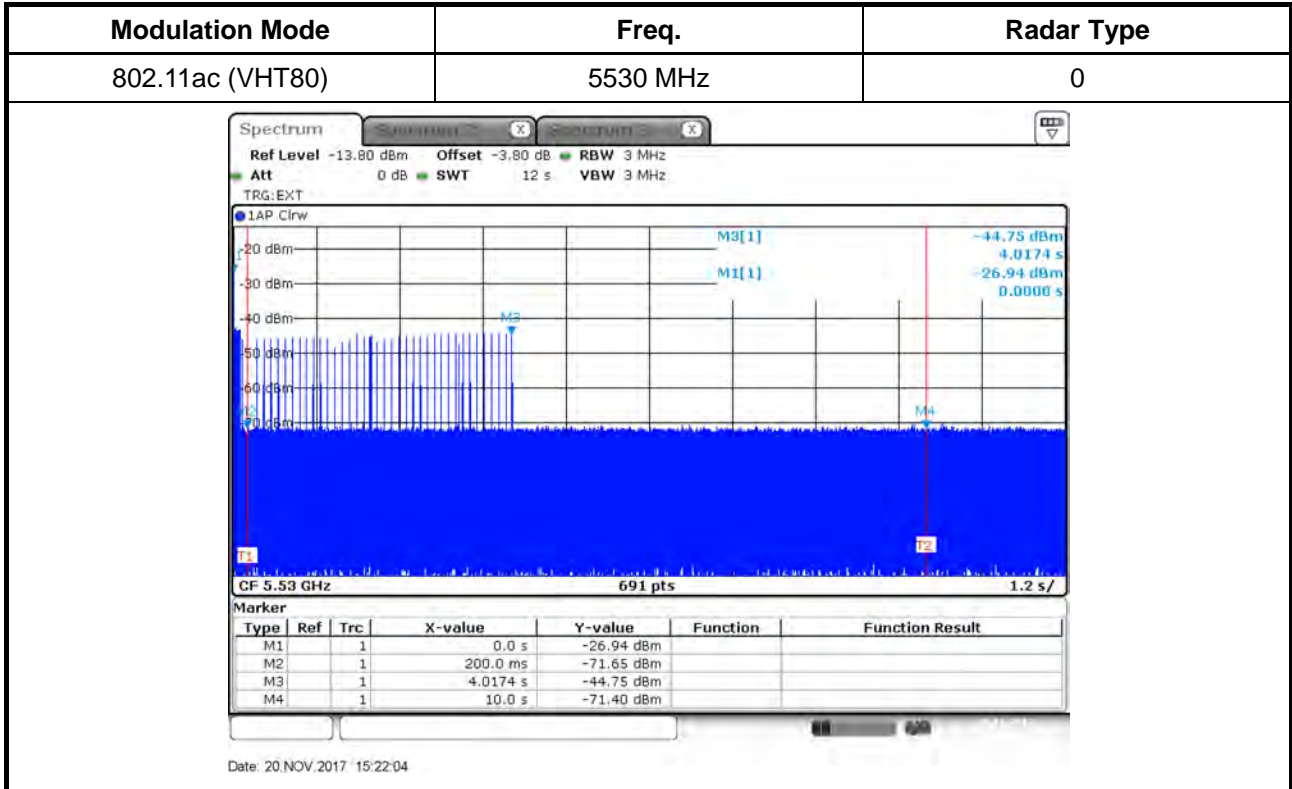 Modulation Mode Freq. Radar Type
802.11ac (VHT80) 5530 MHz 0
Spectrum X X
Ref Level -13.80 dBm Offset -3.80 dB RBW 3 MHz
Att 0 dB SWT 12 s VBW 3 MHz
TRG:EXT
1AP Clrw
M3[1] -44.75 dBm
4.0174 s
-20 dBm
M1[1] -26.94 dBm
0.0000 s
-30 dBm
-40 dBm
M3
-50 dBm
-60 dBm
M2 M4
-70 dBm
T1 T2
CF 5.53 GHz 691 pts 1.2 s/
Marker
Type Ref Trc X-value Y-value Function Function Result
M1 1 0.0 s -26.94 dBm
M2 1 200.0 ms -71.65 dBm
M3 1 4.0174 s -44.75 dBm
M4 1 10.0 s -71.40 dBm
Date: 20.NOV.2017 15:22:04